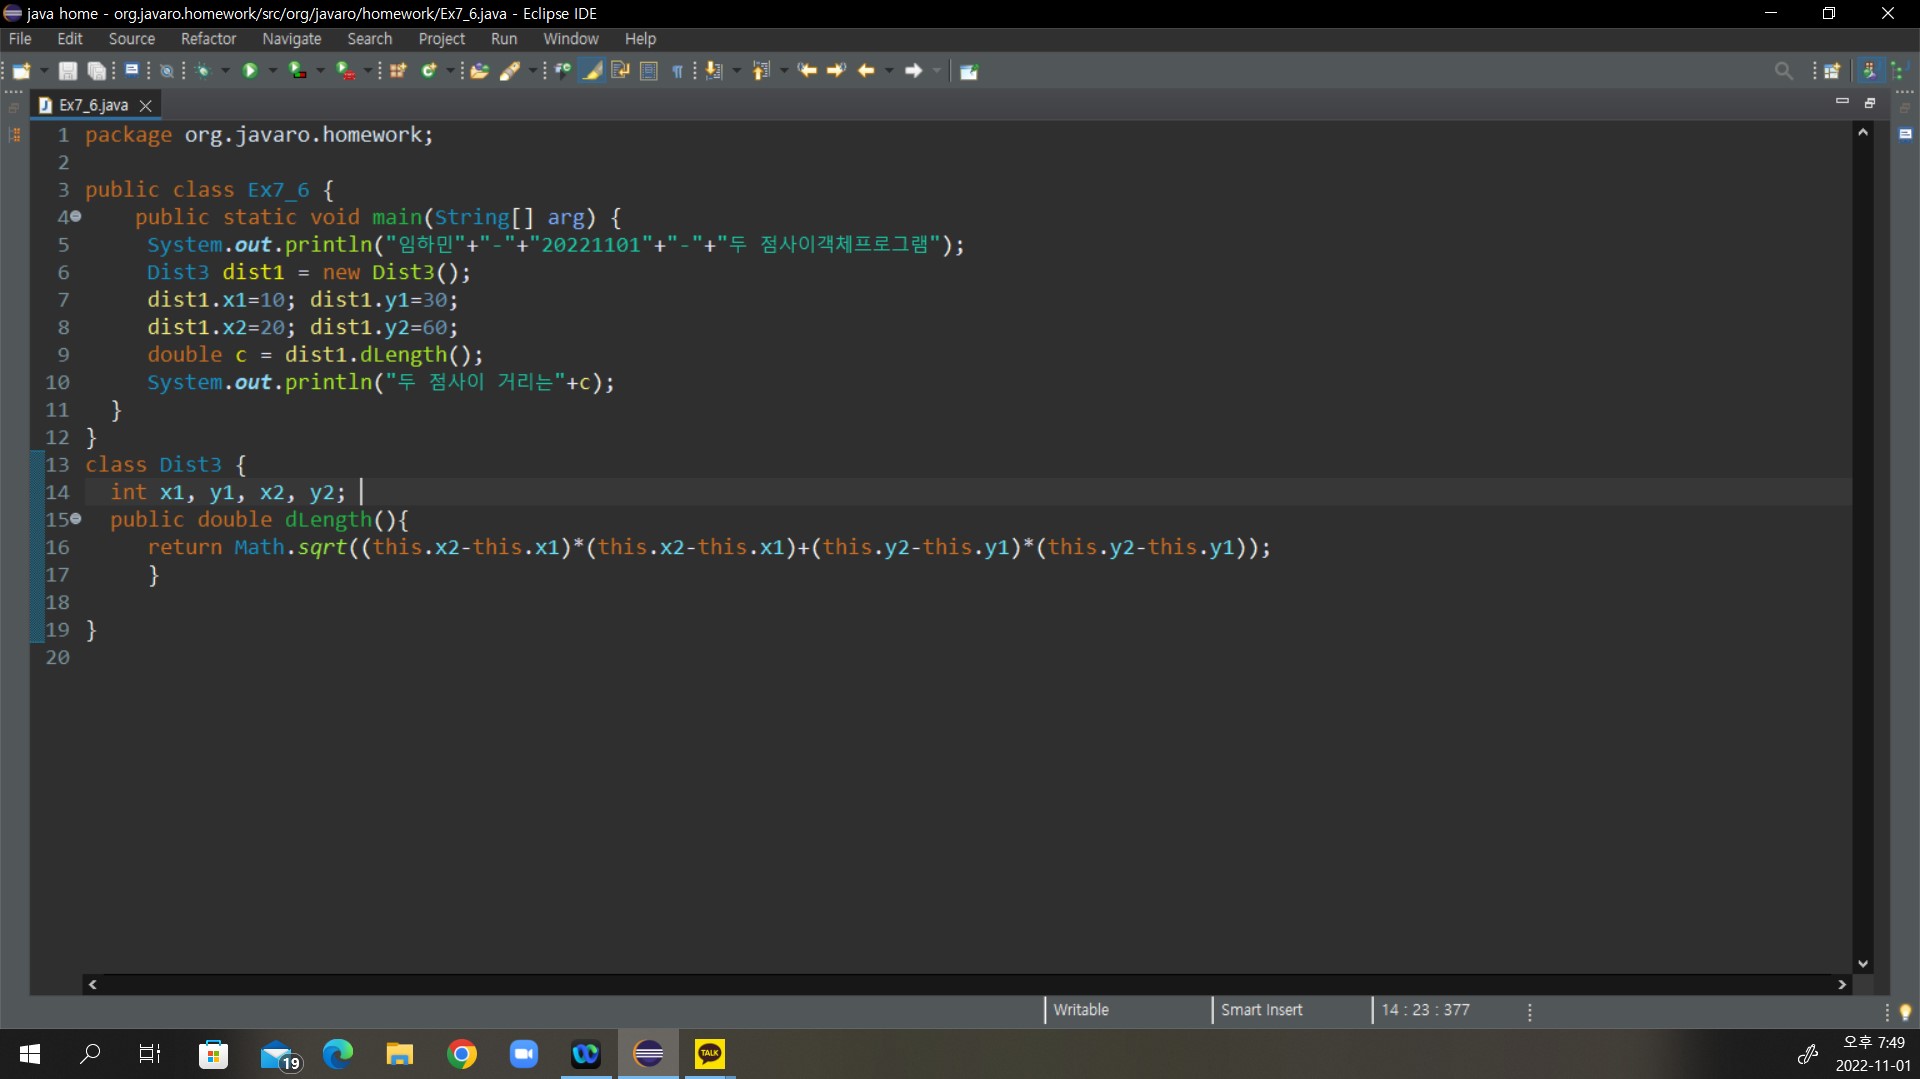 java home - org.javaro.homework/src/org/javaro/homework/Ex7_6.java - Eclipse IDE
File Edit Source Refactor Navigate Search Project Run Window Help
Ex7_6.java
1 package org.javaro.homework;
2
3 public class Ex7_6 {
4 public static void main(String[] arg) {
5 System.out.println("임하민"+"-"+"20221101"+"-"+"두 점사이객체프로그램");
6 Dist3 dist1 = new Dist3();
7 dist1.x1=10; dist1.y1=30;
8 dist1.x2=20; dist1.y2=60;
9 double c = dist1.dLength();
10 System.out.println("두 점사이 거리는"+c);
11 }
12 }
13 class Dist3 {
14 int x1, y1, x2, y2;
15 public double dLength(){
16 return Math.sqrt((this.x2-this.x1)*(this.x2-this.x1)+(this.y2-this.y1)*(this.y2-this.y1));
17 }
18
19 }
20
Writable Smart Insert 14 : 23 : 377
19
TALK
오후 7:49
2022-11-01